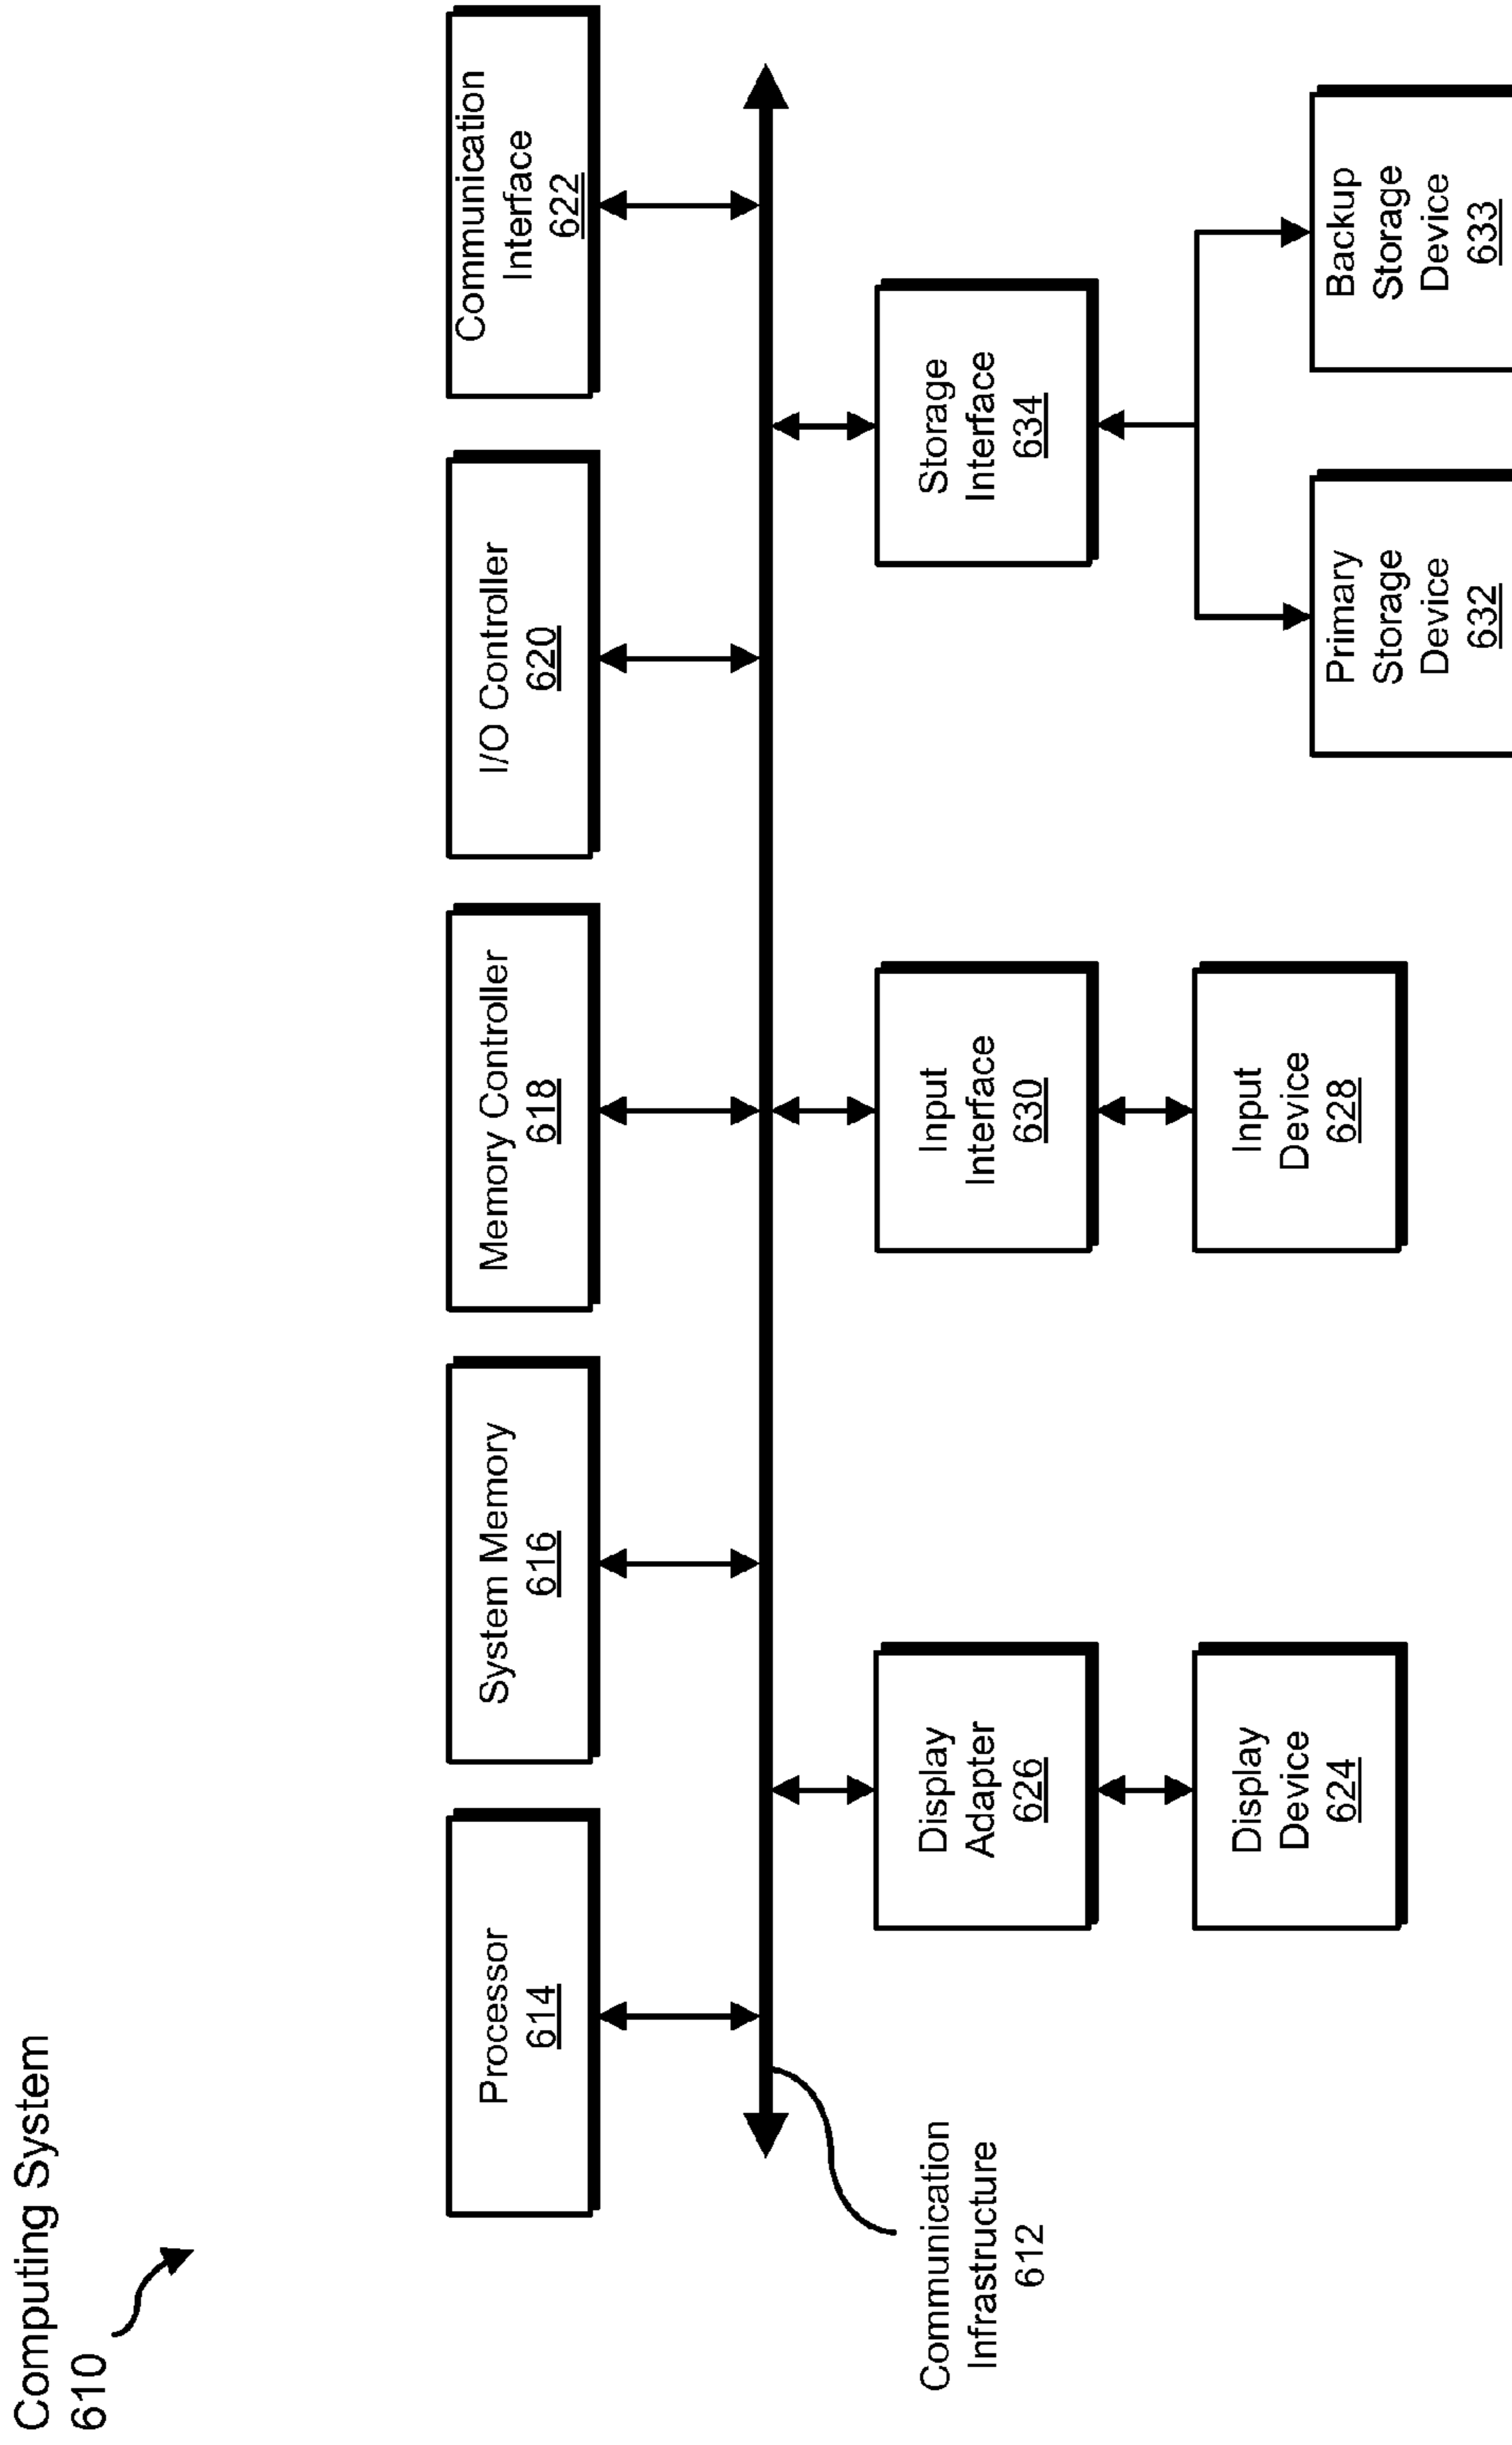 Computing System
610
Processor
614
System Memory
616
Memory Controller
618
I/O Controller
620
Communication
Interface
622
Communication
Infrastructure
612
Display
Adapter
626
Input
Interface
630
Storage
Interface
634
Display
Device
624
Input
Device
628
Primary
Storage
Device
632
Backup
Storage
Device
633